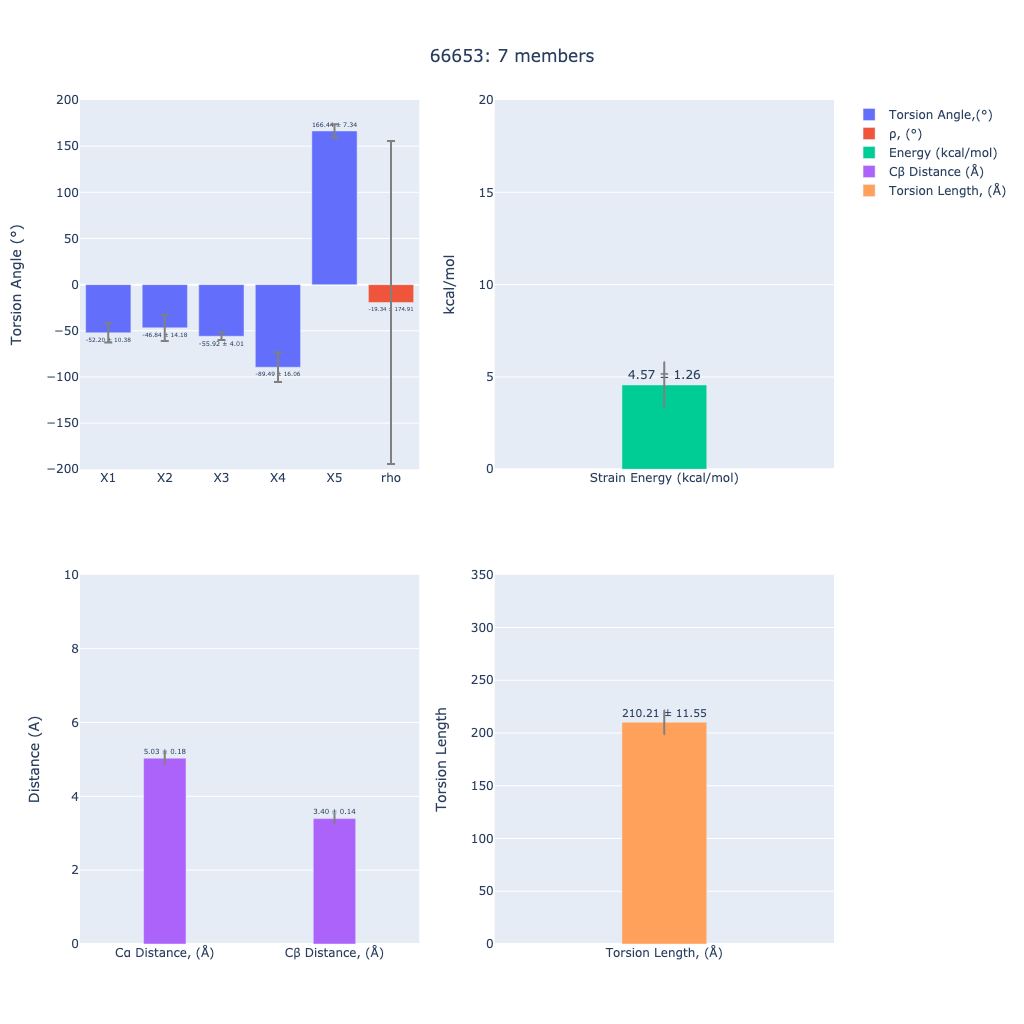 66653: 7 members
Torsion Angle (°)
200
150
100
50
0
−50
−100
−150
−200
-52.20 ± 10.38
-46.84 ± 14.18
-55.92 ± 4.01
-89.49 ± 16.06
166.44 ± 7.34
-19.34 ± 174.91
X1 X2 X3 X4 X5 rho
kcal/mol
20
15
10
5
0
4.57 ± 1.26
Strain Energy (kcal/mol)
Torsion Angle,(°)
ρ, (°)
Energy (kcal/mol)
Cβ Distance (Å)
Torsion Length, (Å)
Distance (A)
10
8
6
4
2
0
5.03 ± 0.18
3.40 ± 0.14
Cα Distance, (Å) Cβ Distance, (Å)
Torsion Length
350
300
250
200
150
100
50
0
210.21 ± 11.55
Torsion Length, (Å)